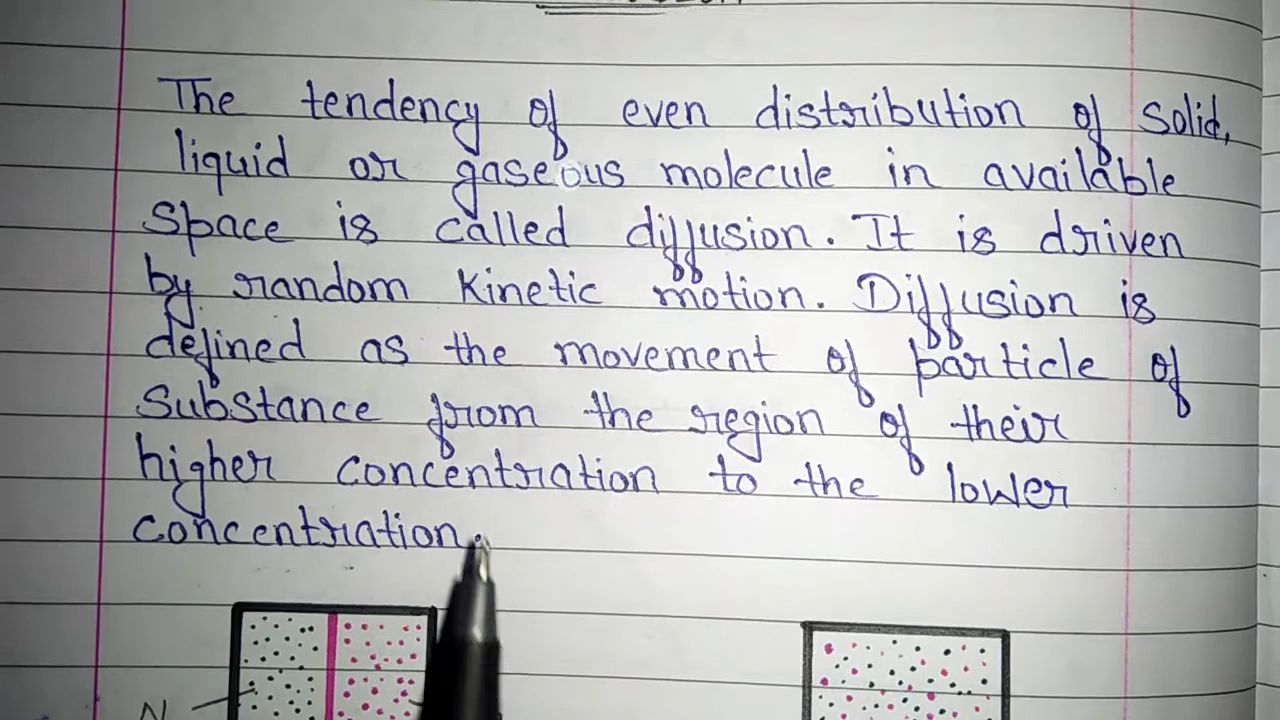 The tendency of even distribution of solid,
liquid or gaseous molecule in available
space is called diffusion. It is driven
by random kinetic motion. Diffusion is
defined as the movement of particle of
substance from the region of their
higher concentration to the lower
concentration.
N